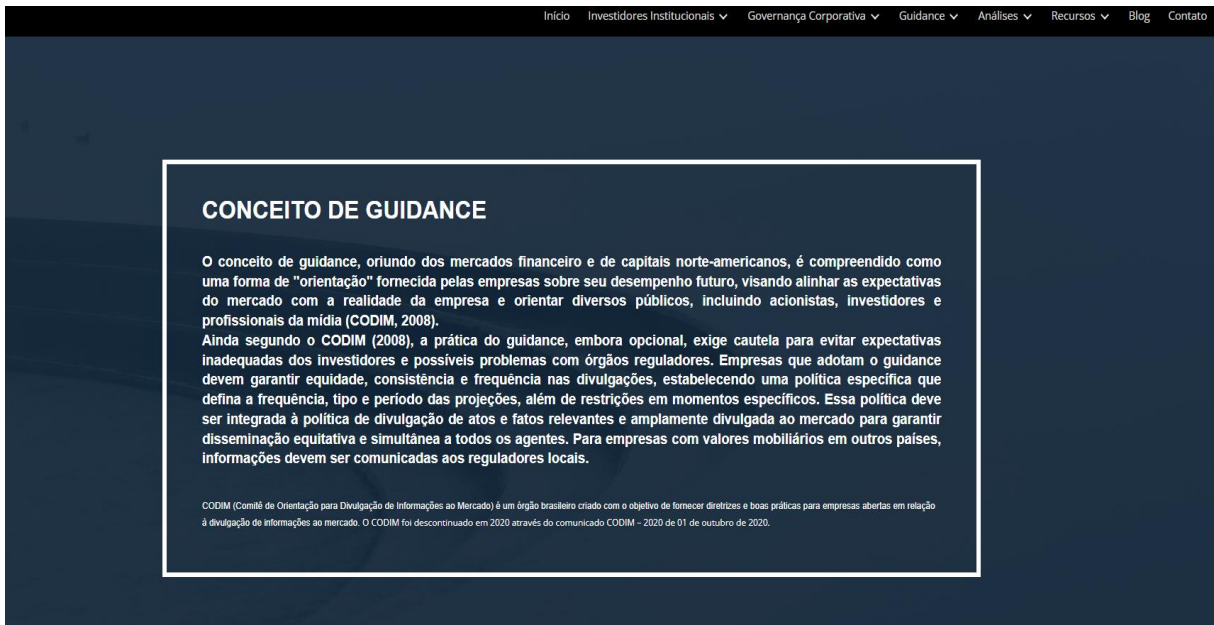 Início Investidores Institucionais Governança Corporativa Guidance Análises Recursos Blog Contato
CONCEITO DE GUIDANCE
O conceito de guidance, oriundo dos mercados financeiro e de capitais norte-americanos, é compreendido como
uma forma de "orientação" fornecida pelas empresas sobre seu desempenho futuro, visando alinhar as expectativas
do mercado com a realidade da empresa e orientar diversos públicos, incluindo acionistas, investidores e
profissionais da mídia (CODIM, 2008).
Ainda segundo o CODIM (2008), a prática do guidance, embora opcional, exige cautela para evitar expectativas
inadequadas dos investidores e possíveis problemas com órgãos reguladores. Empresas que adotam o guidance
devem garantir equidade, consistência e frequência nas divulgações, estabelecendo uma política específica que
defina a frequência, tipo e período das projeções, além de restrições em momentos específicos. Essa política deve
ser integrada à política de divulgação de atos e fatos relevantes e amplamente divulgada ao mercado para garantir
disseminação equitativa e simultânea a todos os agentes. Para empresas com valores mobiliários em outros países,
informações devem ser comunicadas aos reguladores locais.
CODIM (Comitê de Orientação para Divulgação de Informações ao Mercado) é um órgão brasileiro criado com o objetivo de fornecer diretrizes e boas práticas para empresas abertas em relação
à divulgação de informações ao mercado. O CODIM foi descontinuado em 2020 através do comunicado CODIM – 2020 de 01 de outubro de 2020.